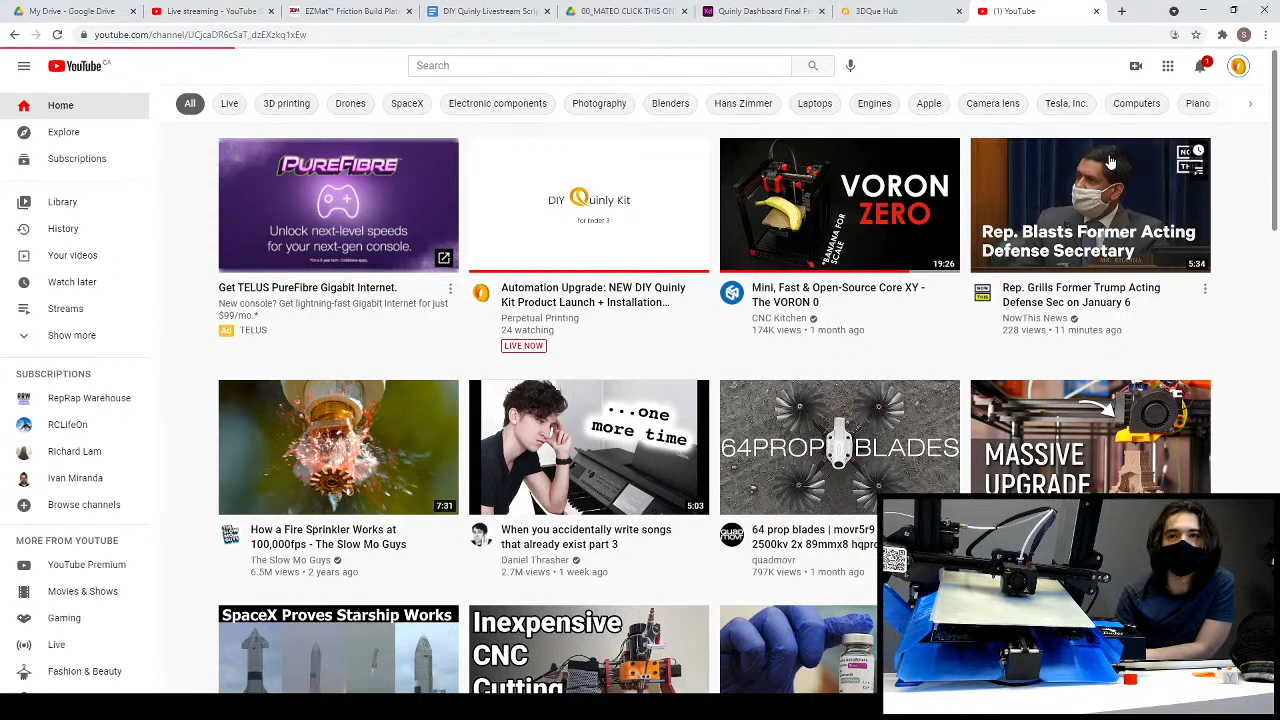 My Drive - Google Drive
Live streaming - YouTube S
EZMat™ Friction Build Plat
DIY Quinly Livestream Scrip
00_MATEO CLICK THIS ON
Quinly Dashboard Final P
3DQue Hub
(1) YouTube
youtube.com/channel/UCjcaDR6cSaT_dzEXzkq1xEw
S
YouTube CA
Search
1
Home
Explore
Subscriptions
Library
History
Your videos
Watch later
Streams
Show more
SUBSCRIPTIONS
RepRap Warehouse
RCLifeOn
Richard Lam
Ivan Miranda
Browse channels
MORE FROM YOUTUBE
YouTube Premium
Movies & Shows
Gaming
Live
Fashion & Beauty
All
Live
3D printing
Drones
SpaceX
Electronic components
Photography
Blenders
Hans Zimmer
Laptops
Engines
Apple
Camera lens
Tesla, Inc.
Computers
Piano
PUREFIBRE
Unlock next-level speeds
for your next-gen console.
Get TELUS PureFibre Gigabit Internet.
New console? Get lightning-fast Gigabit Internet for just
$99/mo.*
Ad TELUS
DIY Quinly Kit
for Ender 3
Automation Upgrade: NEW DIY Quinly
Kit Product Launch + Installation...
Perpetual Printing
24 watching
LIVE NOW
VORON
ZERO
*BANANA FOR
SCALE
19:26
Mini, Fast & Open-Source Core XY -
The VORON 0
CNC Kitchen
174K views • 1 month ago
Rep. Blasts Former Acting
Defense Secretary
MR. KHANNA
5:34
Rep. Grills Former Trump Acting
Defense Sec on January 6
NowThis News
228 views • 11 minutes ago
7:31
How a Fire Sprinkler Works at
100,000fps - The Slow Mo Guys
The Slow Mo Guys
6.5M views • 2 years ago
...one
more time
5:03
When you accidentally write songs
that already exist part 3
Daniel Thrasher
2.7M views • 1 week ago
64PROP BLADES
64 prop blades | movr5r9
2500kv 2x 89mmx8 hqpro
quadmovr
797K views • 1 month ago
MASSIVE
UPGRADE
SpaceX Proves Starship Works
Inexpensive
CNC
Cutting